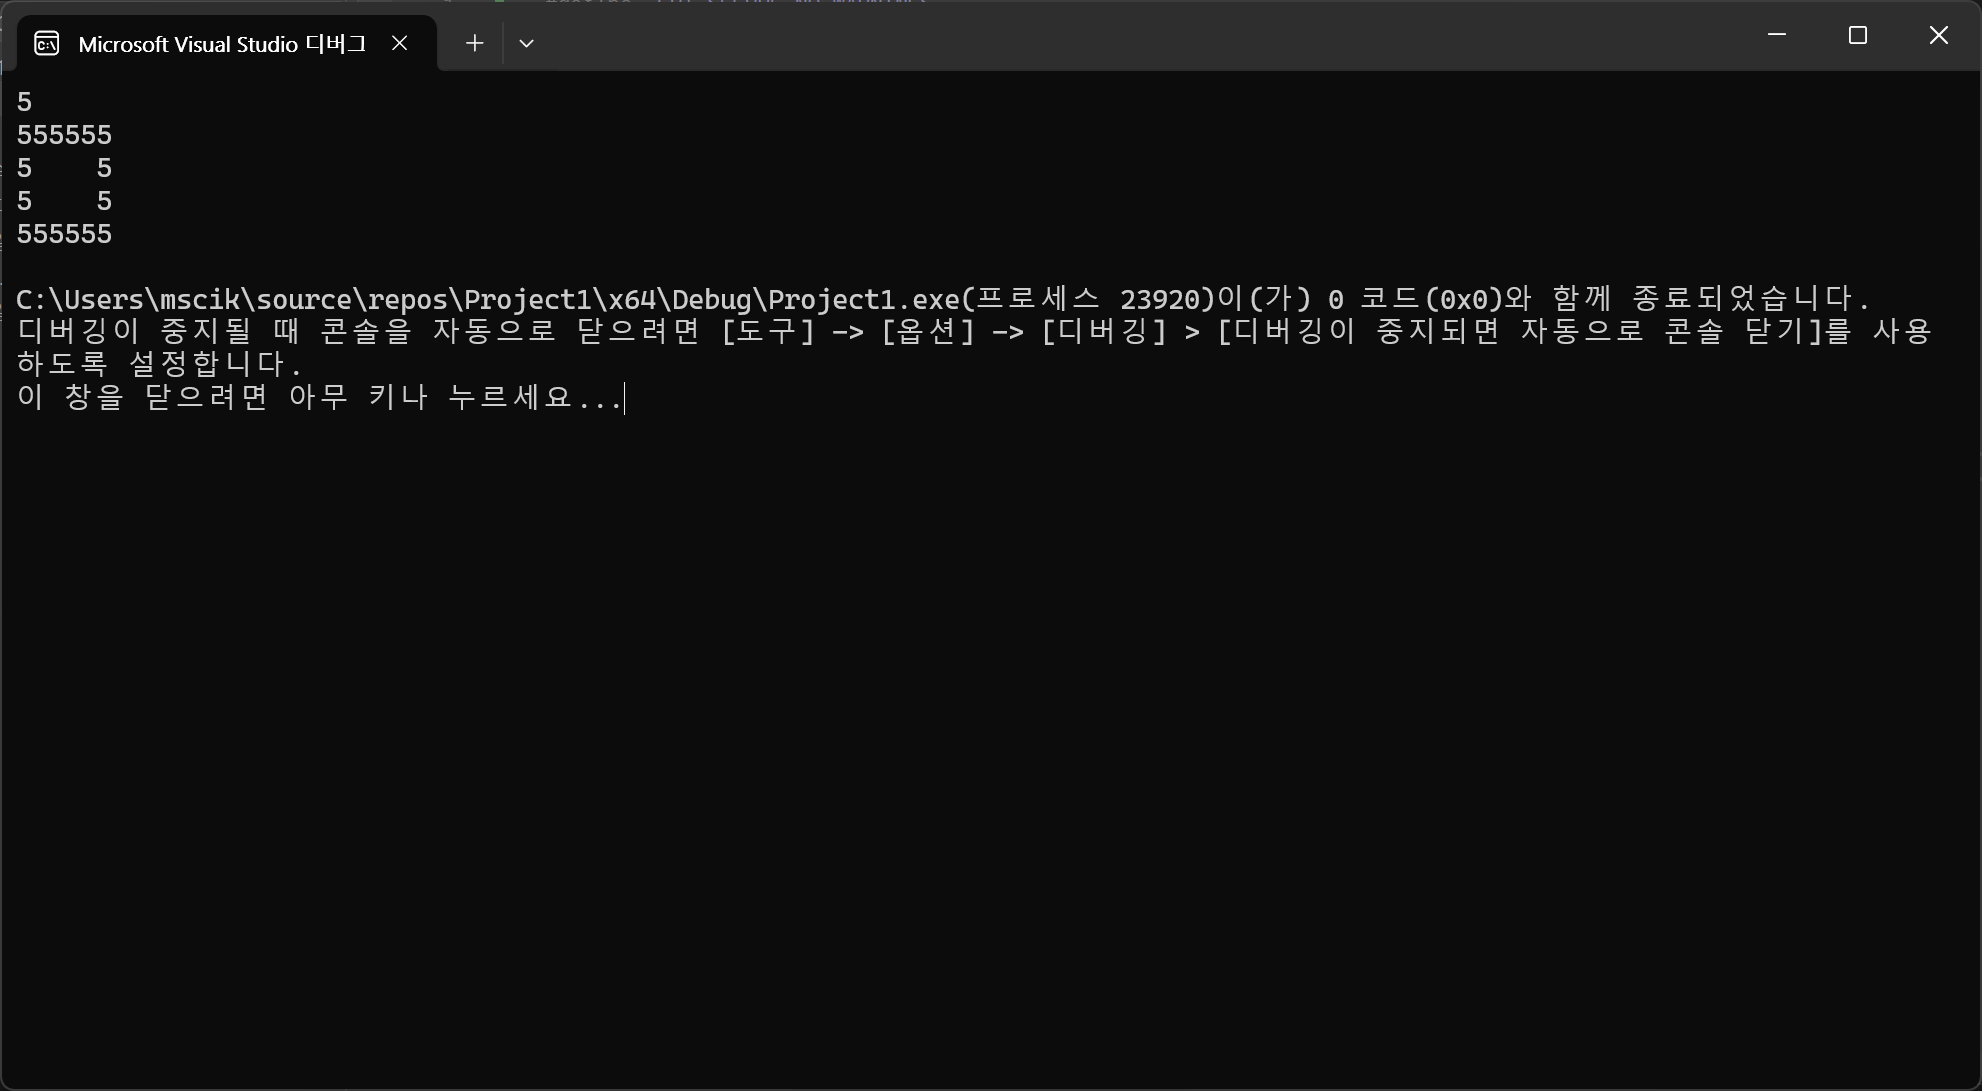 Microsoft Visual Studio 디버그
5
555555
5    5
5    5
555555
C:\Users\mscik\source\repos\Project1\x64\Debug\Project1.exe(프로세스 23920)이(가) 0 코드(0x0)와 함께 종료되었습니다.
디버깅이 중지될 때 콘솔을 자동으로 닫으려면 [도구] -> [옵션] -> [디버깅] > [디버깅이 중지되면 자동으로 콘솔 닫기]를 사용
하도록 설정합니다.
이 창을 닫으려면 아무 키나 누르세요...